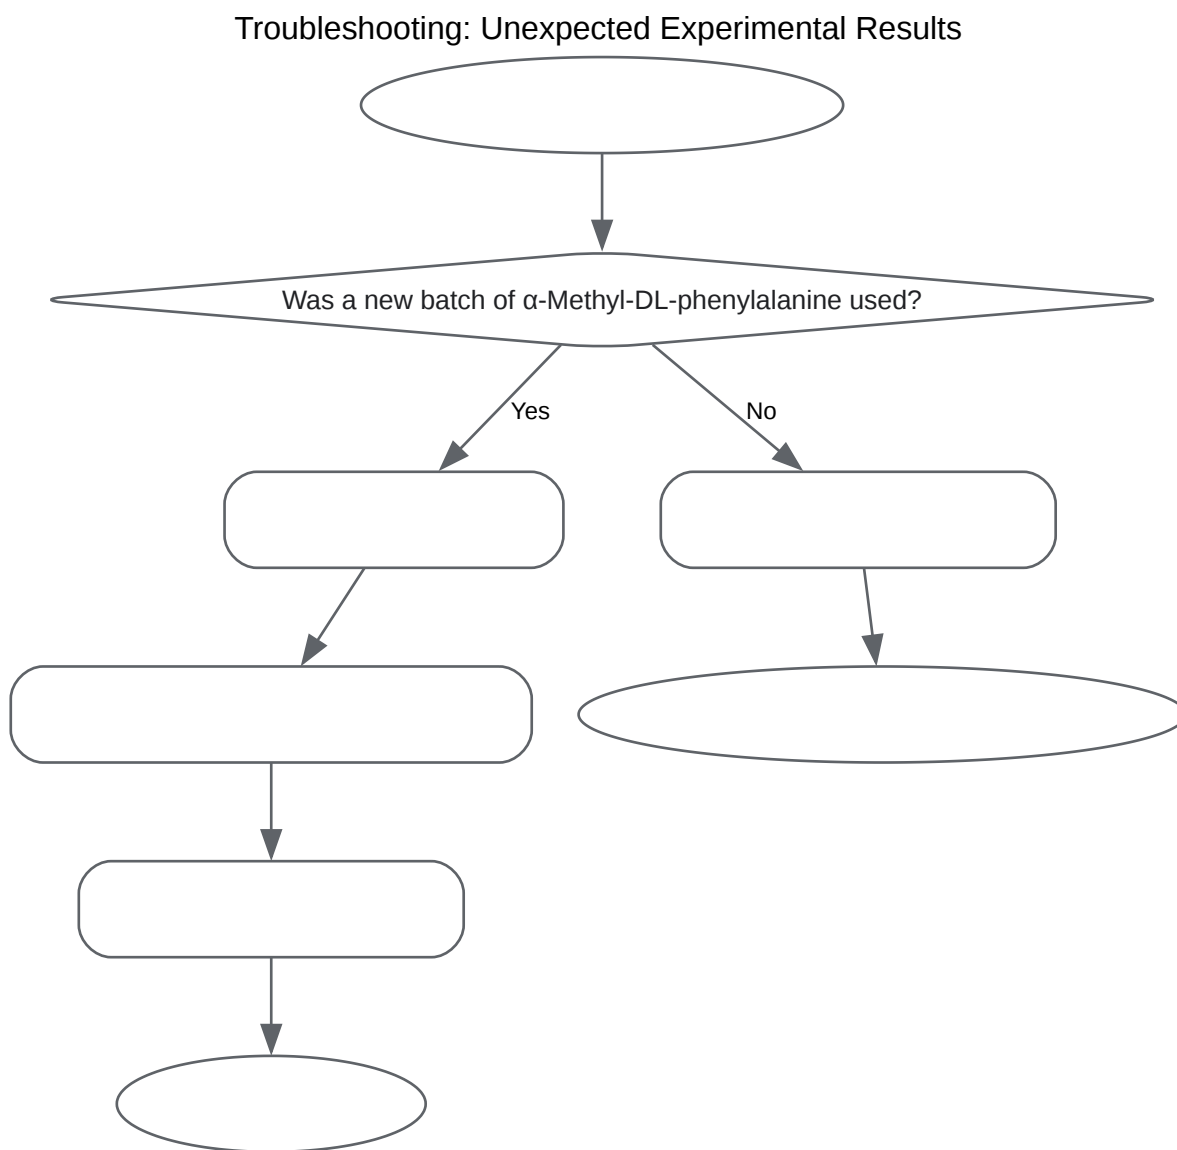 Troubleshooting: Unexpected Experimental Results
Was a new batch of α-Methyl-DL-phenylalanine used?
Yes
No